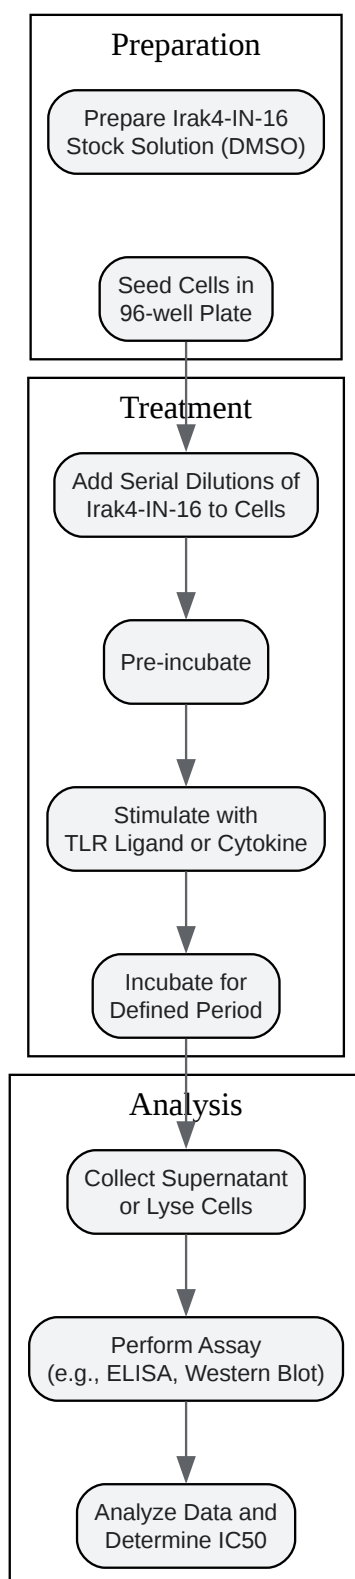 Preparation
Prepare Irak4-IN-16
Stock Solution (DMSO)
Seed Cells in
96-well Plate
Treatment
Add Serial Dilutions of
Irak4-IN-16 to Cells
Pre-incubate
Stimulate with
TLR Ligand or Cytokine
Incubate for
Defined Period
Analysis
Collect Supernatant
or Lyse Cells
Perform Assay
(e.g., ELISA, Western Blot)
Analyze Data and
Determine IC50